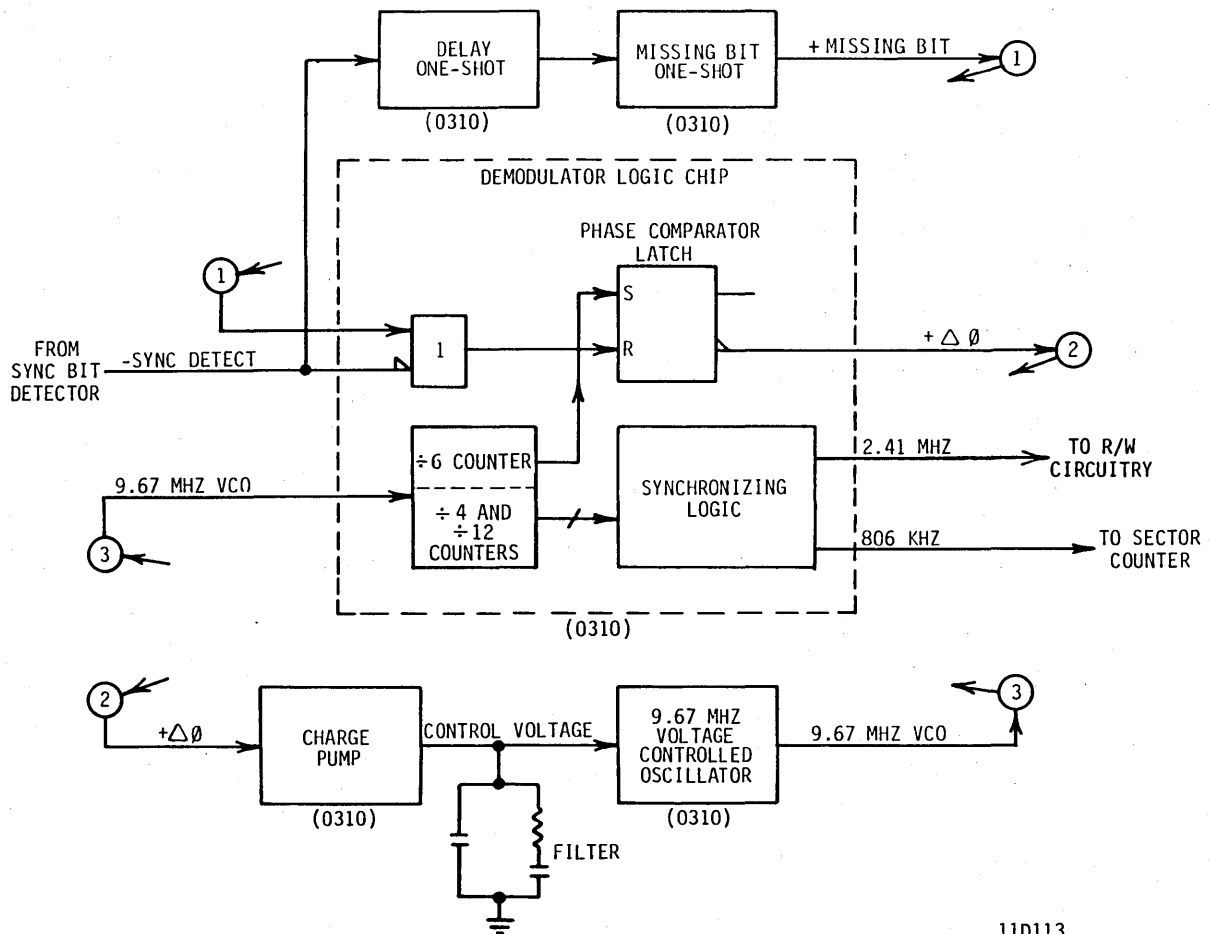 DELAY
ONE-SHOT
(0310)
MISSING BIT
ONE-SHOT
(0310)
+MISSING BIT
1
DEMODULATOR LOGIC CHIP
PHASE COMPARATOR
LATCH
1
S
R
1
FROM
SYNC BIT
DETECTOR
-SYNC DETECT
+ Δ Ø
2
÷6 COUNTER
÷4 AND
÷12
COUNTERS
9.67 MHZ VCO
3
SYNCHRONIZING
LOGIC
2.41 MHZ
TO R/W
CIRCUITRY
806 KHZ
TO SECTOR
COUNTER
(0310)
2
+ΔØ
CHARGE
PUMP
(0310)
CONTROL VOLTAGE
9.67 MHZ
VOLTAGE
CONTROLLED
OSCILLATOR
(0310)
9.67 MHZ VCO
3
FILTER
11D113